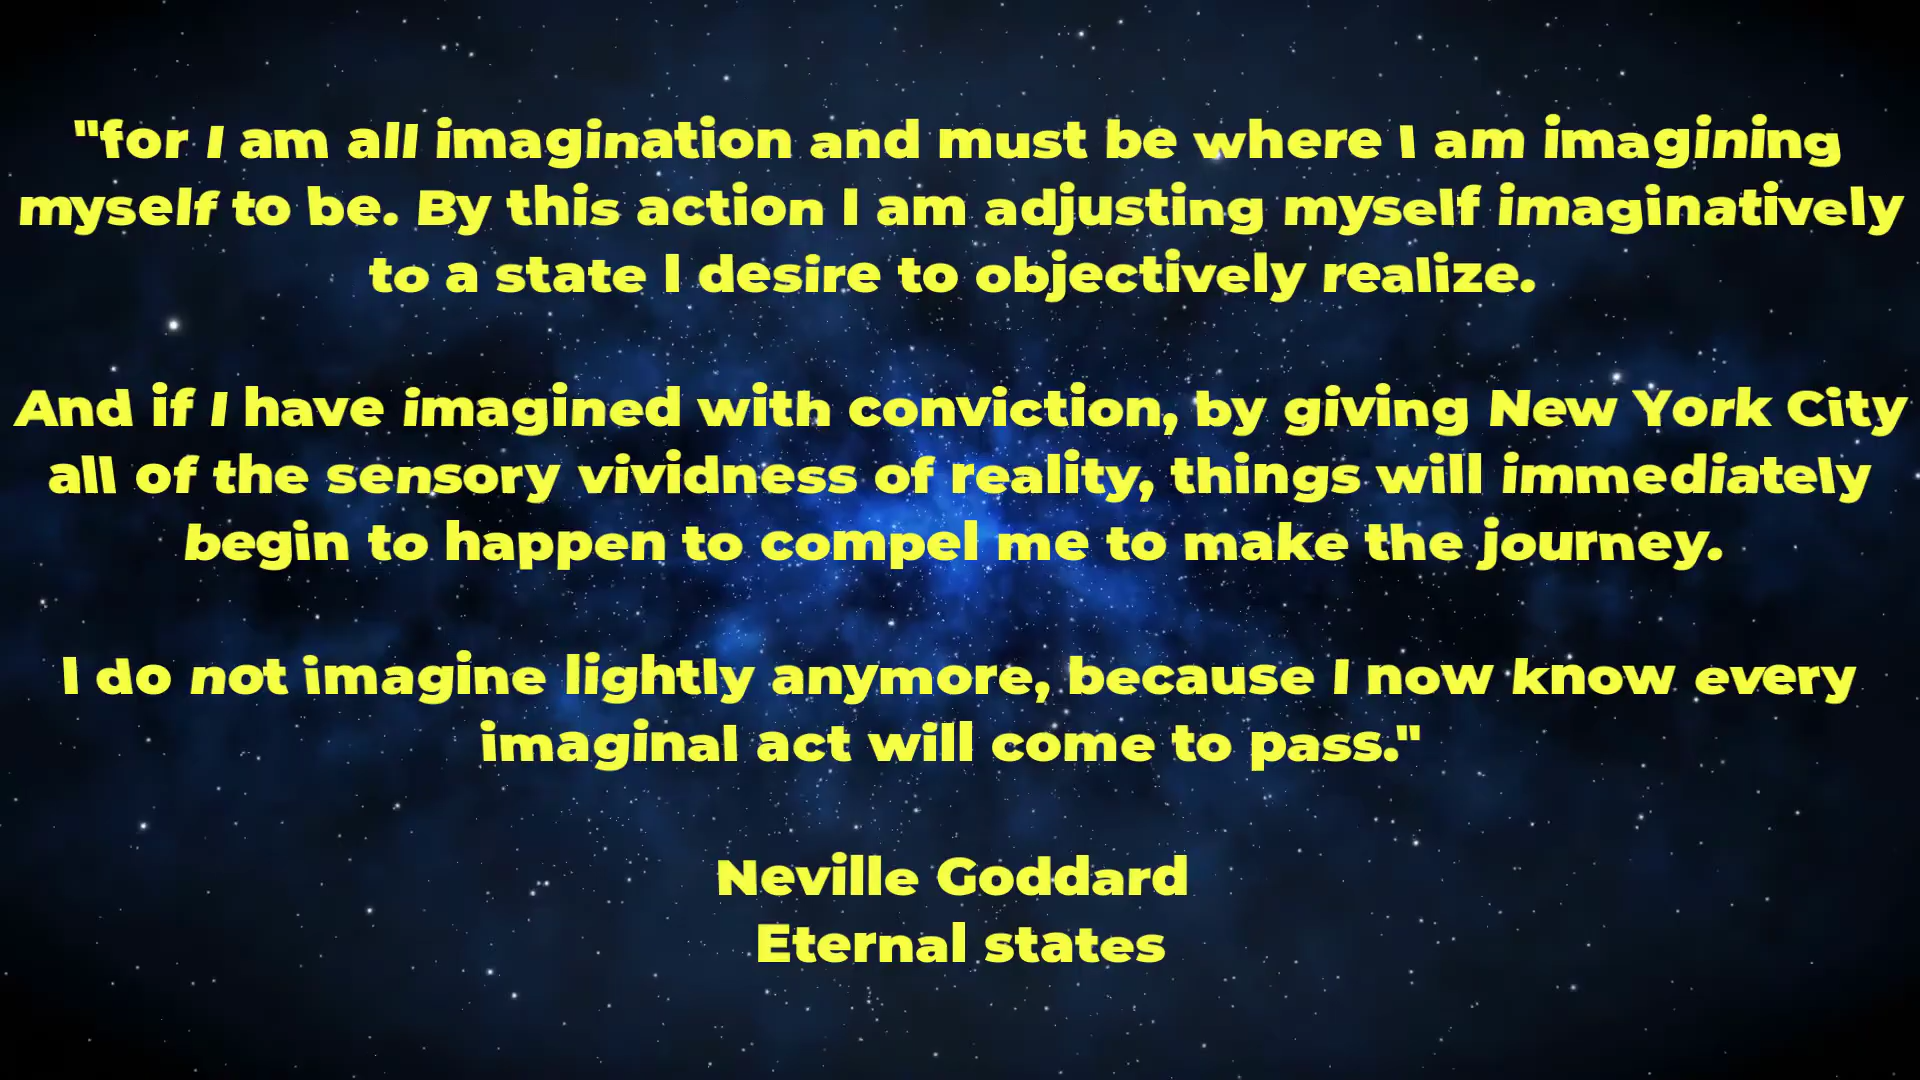 "for I am all imagination and must be where I am imagining
myself to be. By this action I am adjusting myself imaginatively
to a state I desire to objectively realize.
And if I have imagined with conviction, by giving New York City
all of the sensory vividness of reality, things will immediately
begin to happen to compel me to make the journey.
I do not imagine lightly anymore, because I now know every
imaginal act will come to pass."
Neville Goddard
Eternal states